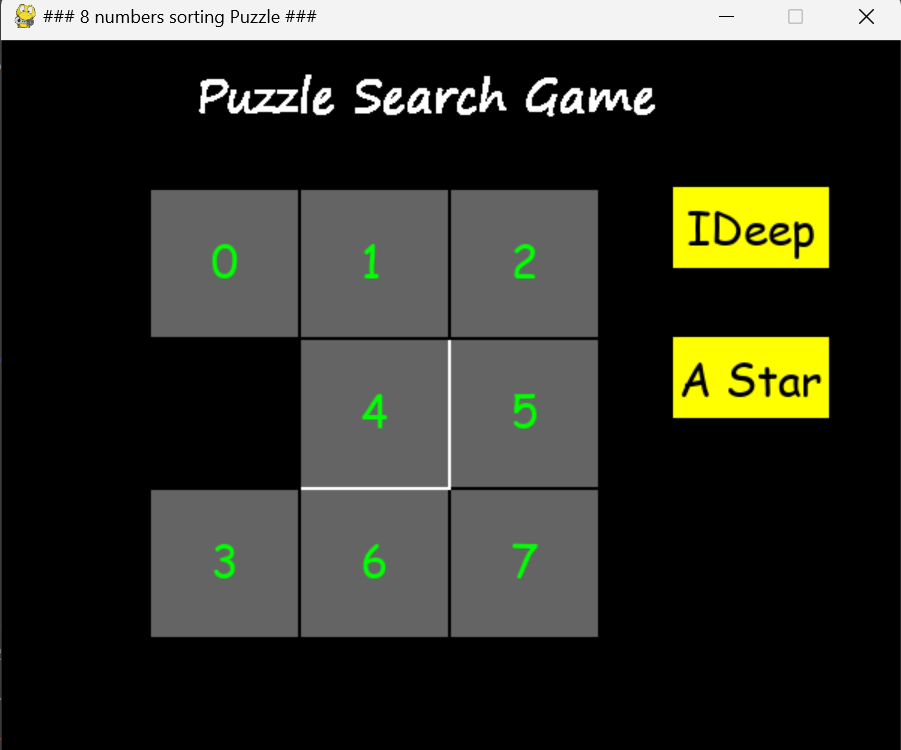 ### 8 numbers sorting Puzzle ###
Puzzle Search Game
0 1 2 IDeep
4 5 A Star
3 6 7